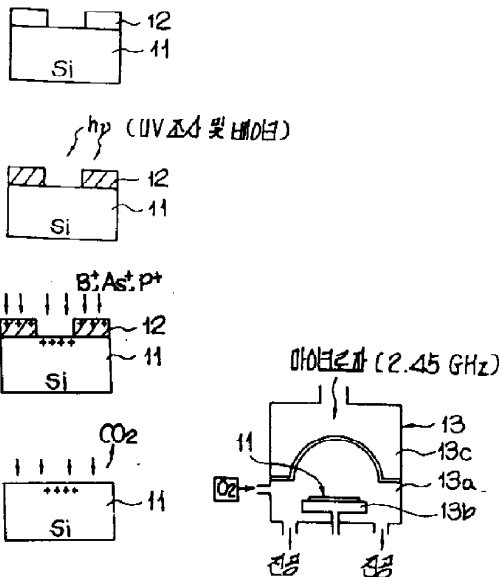 12
11
Si
hν (UV조사 및 베이크)
12
11
Si
B⁺, As⁺, P⁺
12
11
Si
CO₂
11
Si
마이크로파 (2.45 GHz)
13
13c
11
13a
O₂
13b
진공 진공